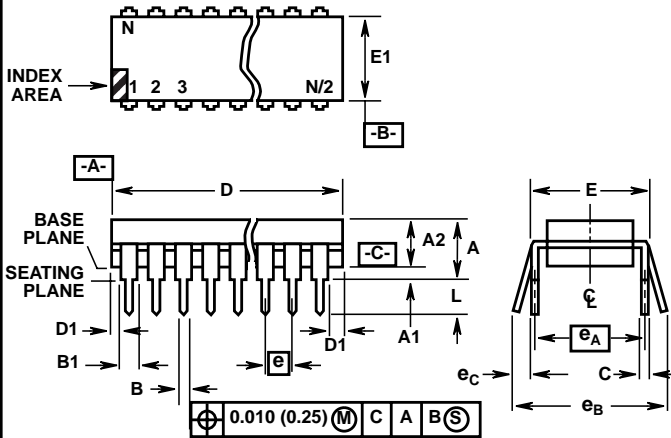 N
E1
INDEX
AREA
1 2 3 N/2
-B-
-A-
D
E
BASE
PLANE
A2
A
-C-
SEATING
PLANE
L
D1
A1
D1
B1
e
B
℄
eA
eC
C
eB
⌖ 0.010 (0.25) Ⓜ C A B Ⓢ